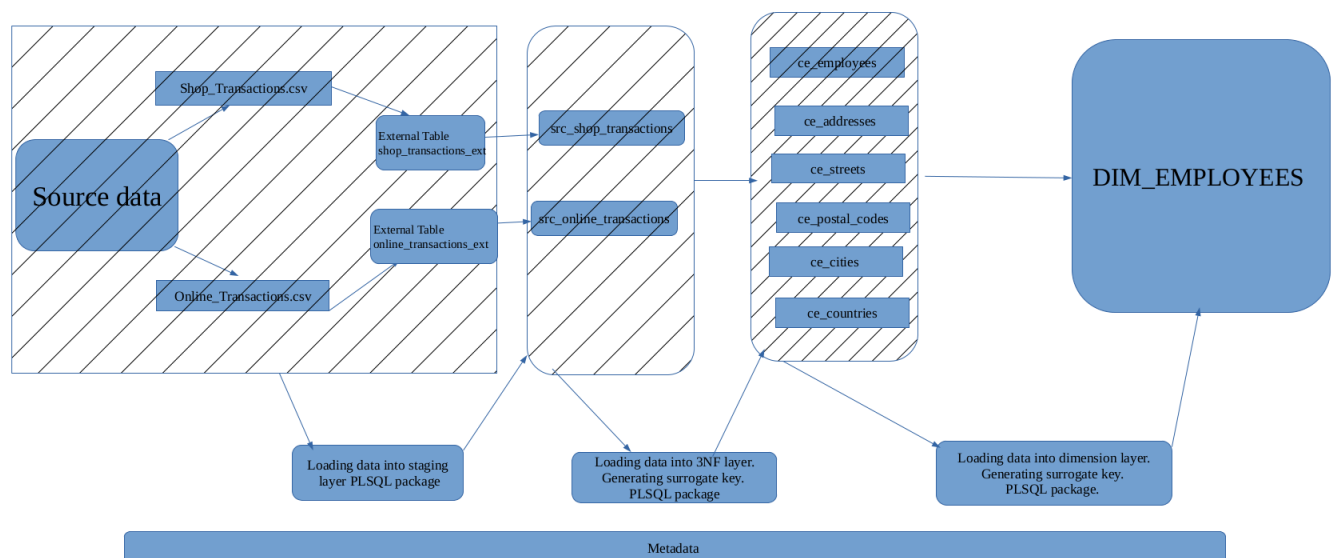 Source data
Shop_Transactions.csv
Online_Transactions.csv
External Table
shop_transactions_ext
External Table
online_transactions_ext
src_shop_transactions
src_online_transactions
ce_employees
ce_addresses
ce_streets
ce_postal_codes
ce_cities
ce_countries
DIM_EMPLOYEES
Loading data into staging
layer PLSQL package
Loading data into 3NF layer.
Generating surrogate key.
PLSQL package
Loading data into dimension layer.
Generating surrogate key.
PLSQL package.
Metadata